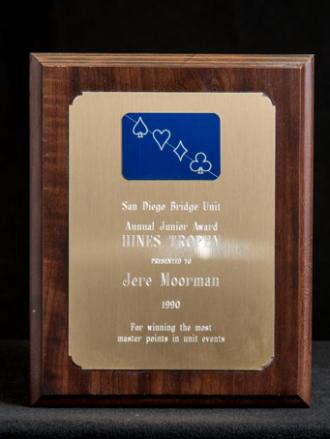 San Diego Bridge Unit
Annual Junior Award
HINES TROPHY
PRESENTED TO
Jere Moorman
1990
For winning the most
master points in unit events